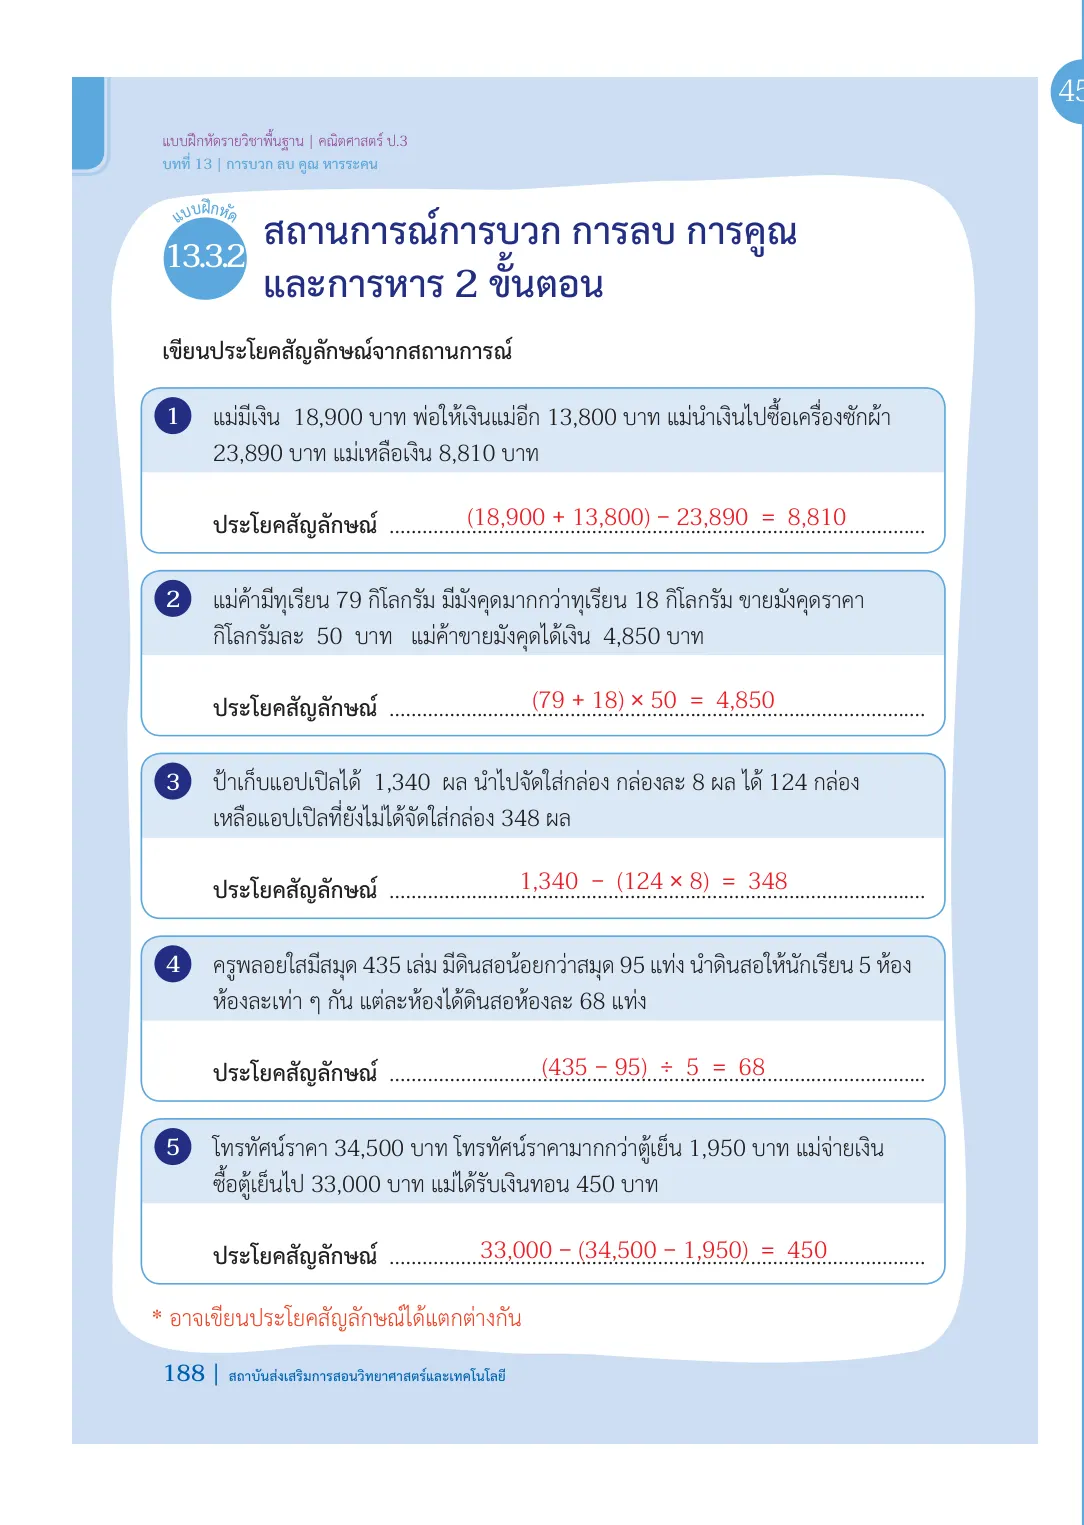 45
แบบฝึกหัดรายวิชาพื้นฐาน | คณิตศาสตร์ ป.3
บทที่ 13 | การบวก ลบ คูณ หารระคน
แบบฝึกหัด
13.3.2
สถานการณ์การบวก การลบ การคูณ
และการหาร 2 ขั้นตอน
เขียนประโยคสัญลักษณ์จากสถานการณ์
1 แม่มีเงิน 18,900 บาท พ่อให้เงินแม่อีก 13,800 บาท แม่นำเงินไปซื้อเครื่องซักผ้า
23,890 บาท แม่เหลือเงิน 8,810 บาท
ประโยคสัญลักษณ์ (18,900 + 13,800) − 23,890 = 8,810
2 แม่ค้ามีทุเรียน 79 กิโลกรัม มีมังคุดมากกว่าทุเรียน 18 กิโลกรัม ขายมังคุดราคา
กิโลกรัมละ 50 บาท แม่ค้าขายมังคุดได้เงิน 4,850 บาท
ประโยคสัญลักษณ์ (79 + 18) × 50 = 4,850
3 ป้าเก็บแอปเปิลได้ 1,340 ผล นำไปจัดใส่กล่อง กล่องละ 8 ผล ได้ 124 กล่อง
เหลือแอปเปิลที่ยังไม่ได้จัดใส่กล่อง 348 ผล
ประโยคสัญลักษณ์ 1,340 − (124 × 8) = 348
4 ครูพลอยใสมีสมุด 435 เล่ม มีดินสอน้อยกว่าสมุด 95 แท่ง นำดินสอให้นักเรียน 5 ห้อง
ห้องละเท่า ๆ กัน แต่ละห้องได้ดินสอห้องละ 68 แท่ง
ประโยคสัญลักษณ์ (435 − 95) ÷ 5 = 68
5 โทรทัศน์ราคา 34,500 บาท โทรทัศน์ราคามากกว่าตู้เย็น 1,950 บาท แม่จ่ายเงิน
ซื้อตู้เย็นไป 33,000 บาท แม่ได้รับเงินทอน 450 บาท
ประโยคสัญลักษณ์ 33,000 − (34,500 − 1,950) = 450
* อาจเขียนประโยคสัญลักษณ์ได้แตกต่างกัน
188 | สถาบันส่งเสริมการสอนวิทยาศาสตร์และเทคโนโลยี